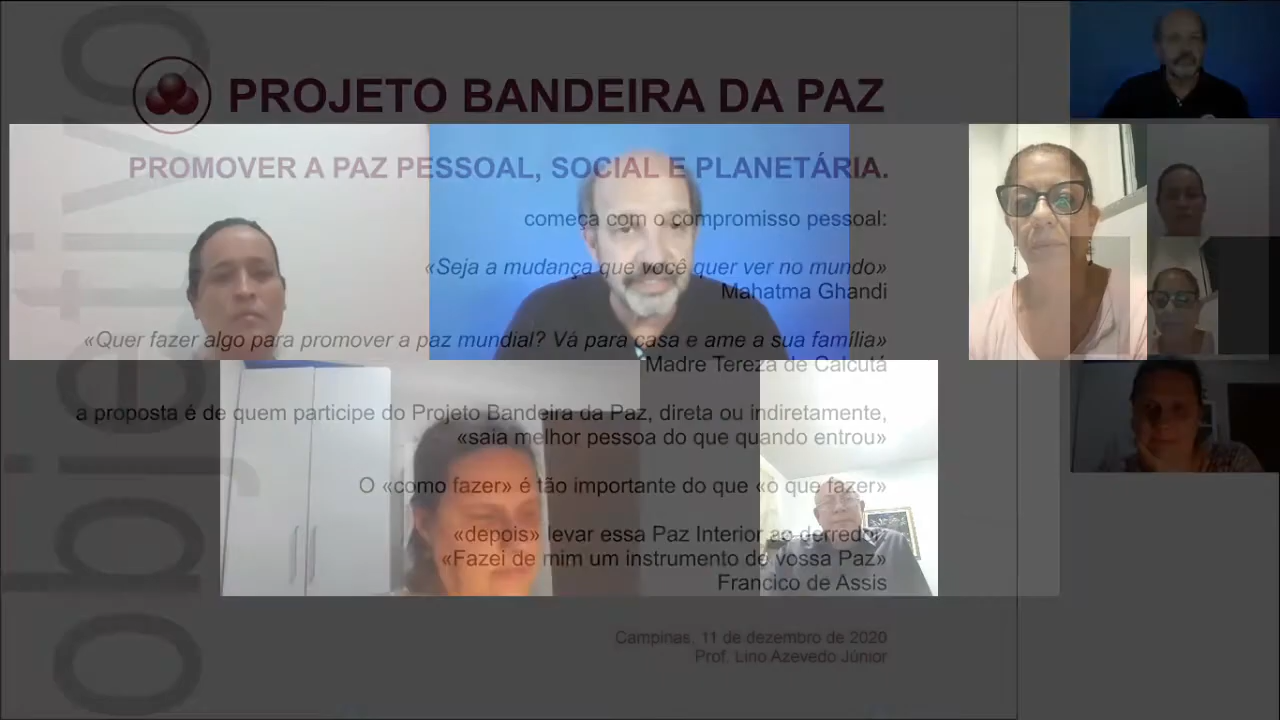 objetivo
PROJETO BANDEIRA DA PAZ
PROMOVER A PAZ PESSOAL, SOCIAL E PLANETÁRIA.
começa com o compromisso pessoal:
«Seja a mudança que você quer ver no mundo»
Mahatma Ghandi
«Quer fazer algo para promover a paz mundial? Vá para casa e ame a sua família»
Madre Tereza de Calcutá
a proposta é de quem participe do Projeto Bandeira da Paz, direta ou indiretamente,
«saia melhor pessoa do que quando entrou»
O «como fazer» é tão importante do que «o que fazer»
«depois» levar essa Paz Interior ao derredor
«Fazei de mim um instrumento de vossa Paz»
Francico de Assis
Campinas, 11 de dezembro de 2020
Prof. Lino Azevedo Júnior